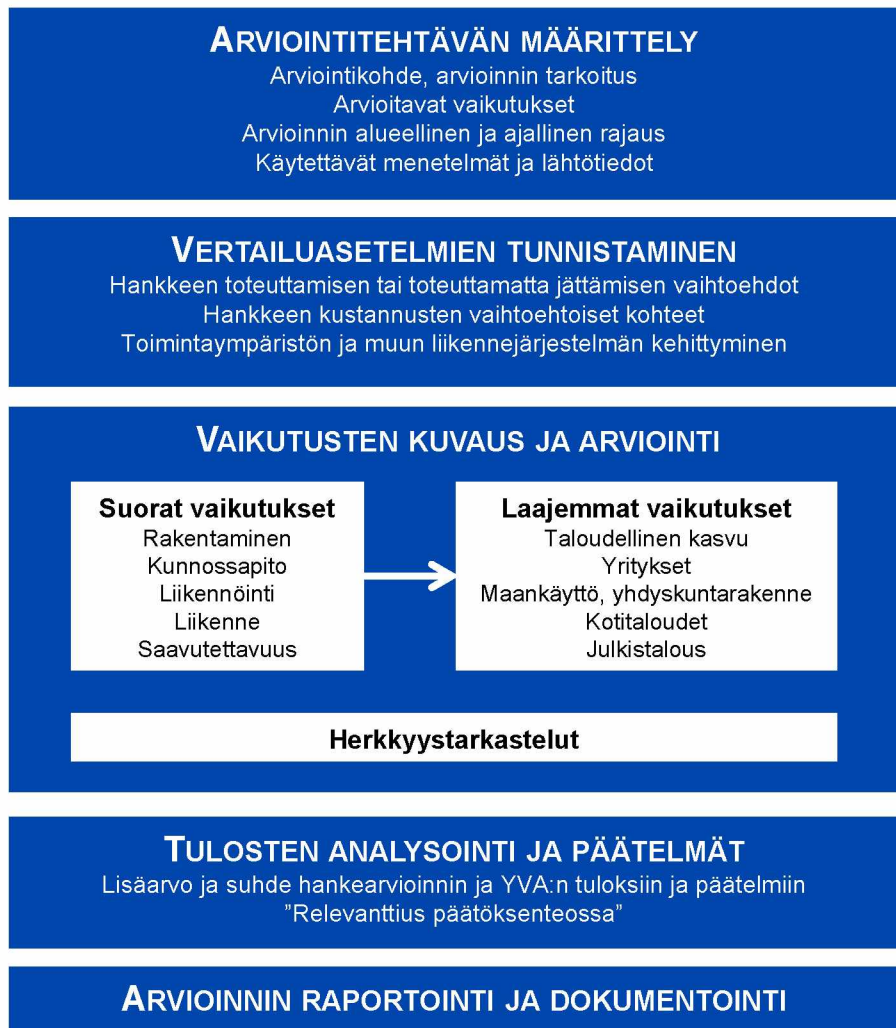 ARVIOINTITEHTÄVÄN MÄÄRITTELY
Arviointikohde, arvioinnin tarkoitus
Arvioitavat vaikutukset
Arvioinnin alueellinen ja ajallinen rajaus
Käytettävät menetelmät ja lähtötiedot
VERTAILUASETELMIEN TUNNISTAMINEN
Hankkeen toteuttamisen tai toteuttamatta jättämisen vaihtoehdot
Hankkeen kustannusten vaihtoehtoiset kohteet
Toimintaympäristön ja muun liikennejärjestelmän kehittyminen
VAIKUTUSTEN KUVAUS JA ARVIOINTI
Suorat vaikutukset
Rakentaminen
Kunnossapito
Liikennöinti
Liikenne
Saavutettavuus
Laajemmat vaikutukset
Taloudellinen kasvu
Yritykset
Maankäyttö, yhdyskuntarakenne
Kotitaloudet
Julkistalous
Herkkyystarkastelut
TULOSTEN ANALYSOINTI JA PÄÄTELMÄT
Lisäarvo ja suhde hankearvioinnin ja YVA:n tuloksiin ja päätelmiin
”Relevanttius päätöksenteossa”
ARVIOINNIN RAPORTOINTI JA DOKUMENTOINTI